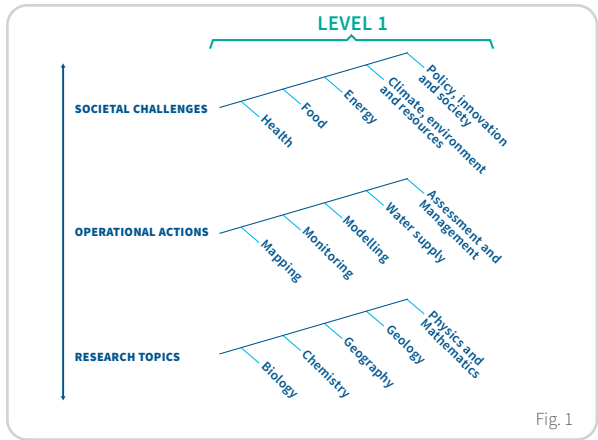 LEVEL 1
SOCIETAL CHALLENGES
Health
Food
Energy
Climate, environment
and resources
Policy, innovation
and society
OPERATIONAL ACTIONS
Mapping
Monitoring
Modelling
Water supply
Assessment and
Management
RESEARCH TOPICS
Biology
Chemistry
Geography
Geology
Physics and
Mathematics
Fig. 1